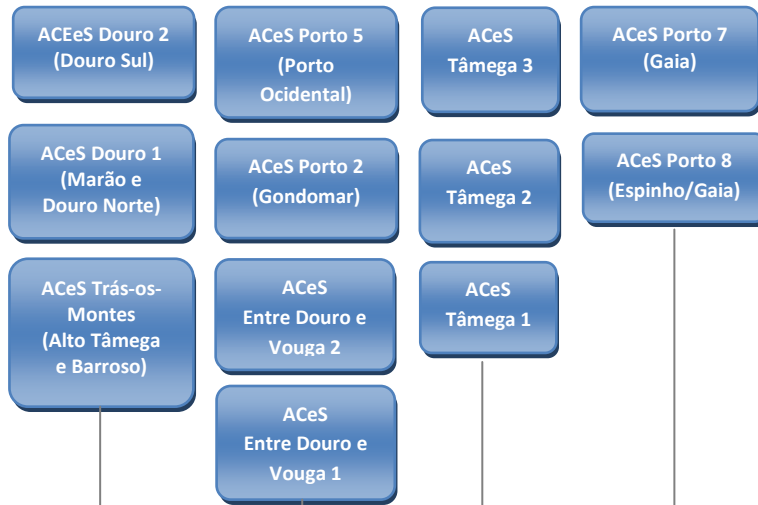 ACEeS Douro 2
(Douro Sul)
ACeS Douro 1
(Marão e
Douro Norte)
ACeS Trás-os-
Montes
(Alto Tâmega
e Barroso)
ACeS Porto 5
(Porto
Ocidental)
ACeS Porto 2
(Gondomar)
ACeS
Entre Douro e
Vouga 2
ACeS
Entre Douro e
Vouga 1
ACeS
Tâmega 3
ACeS
Tâmega 2
ACeS
Tâmega 1
ACeS Porto 7
(Gaia)
ACeS Porto 8
(Espinho/Gaia)